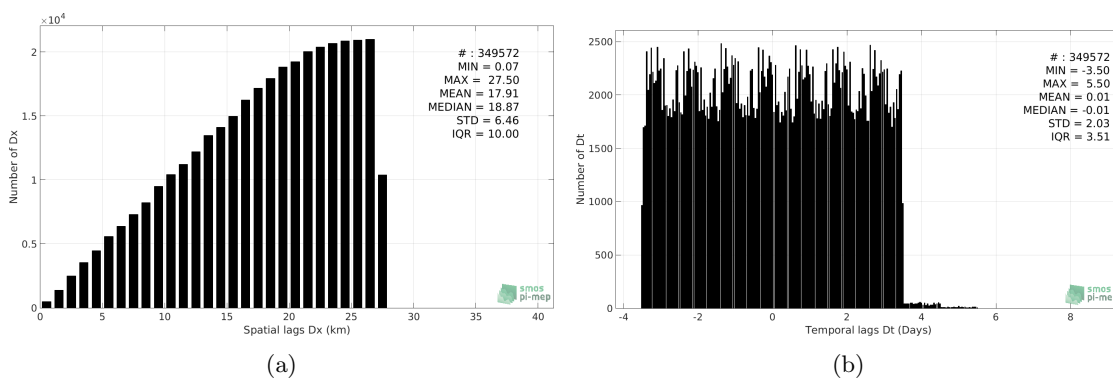 ×10⁴
2
1.5
1
0.5
0
Number of Dx
# : 349572
MIN = 0.07
MAX = 27.50
MEAN = 17.91
MEDIAN = 18.87
STD = 6.46
IQR = 10.00
smos
pi-mep
0 5 10 15 20 25 30 35 40
Spatial lags Dx (km)
(a)
2500
2000
1500
1000
500
0
Number of Dt
# : 349572
MIN = -3.50
MAX = 5.50
MEAN = 0.01
MEDIAN = -0.01
STD = 2.03
IQR = 3.51
smos
pi-mep
-4 -2 0 2 4 6 8
Temporal lags Dt (Days)
(b)